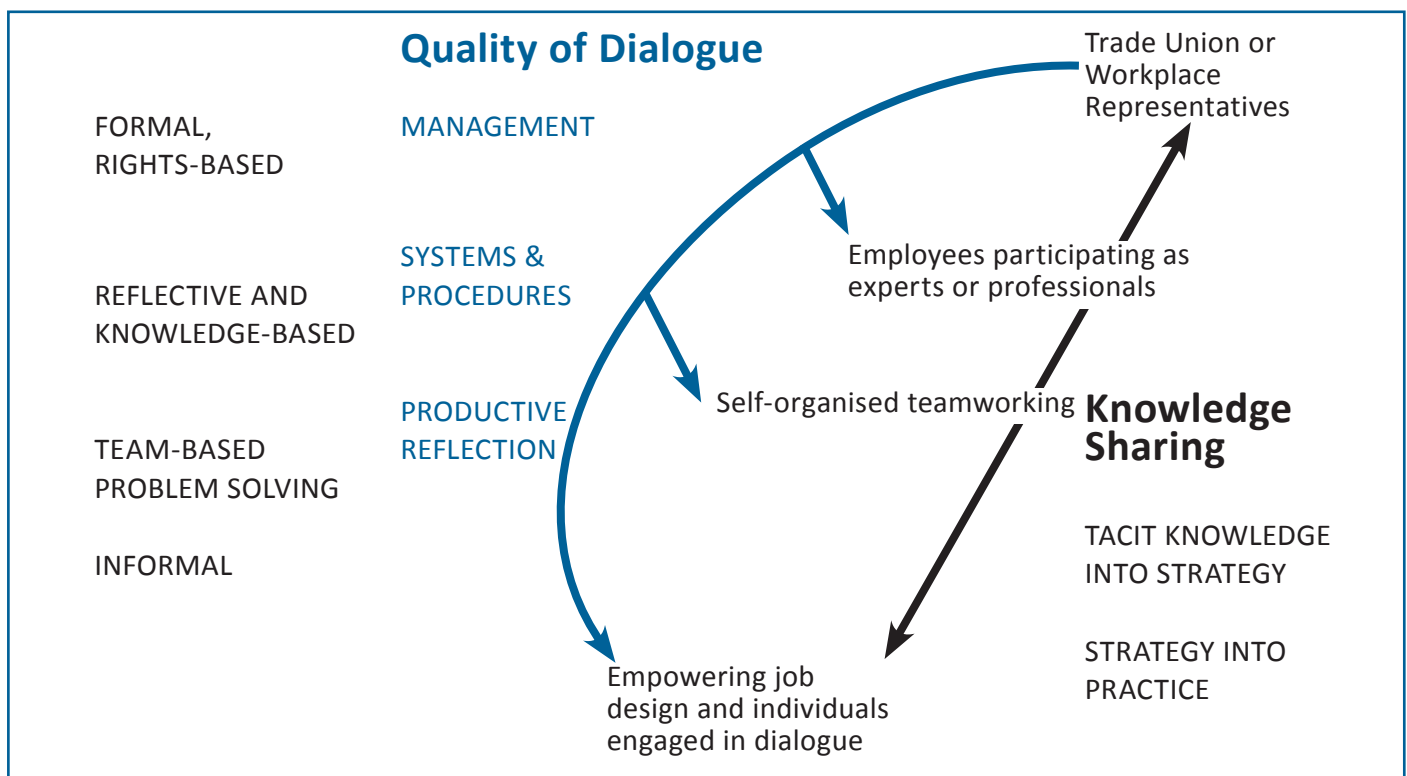 Quality of Dialogue
FORMAL,
RIGHTS-BASED
REFLECTIVE AND
KNOWLEDGE-BASED
TEAM-BASED
PROBLEM SOLVING
INFORMAL
MANAGEMENT
SYSTEMS &
PROCEDURES
PRODUCTIVE
REFLECTION
Trade Union or
Workplace
Representatives
Employees participating as
experts or professionals
Self-organised teamworking
Empowering job
design and individuals
engaged in dialogue
Knowledge
Sharing
TACIT KNOWLEDGE
INTO STRATEGY
STRATEGY INTO
PRACTICE